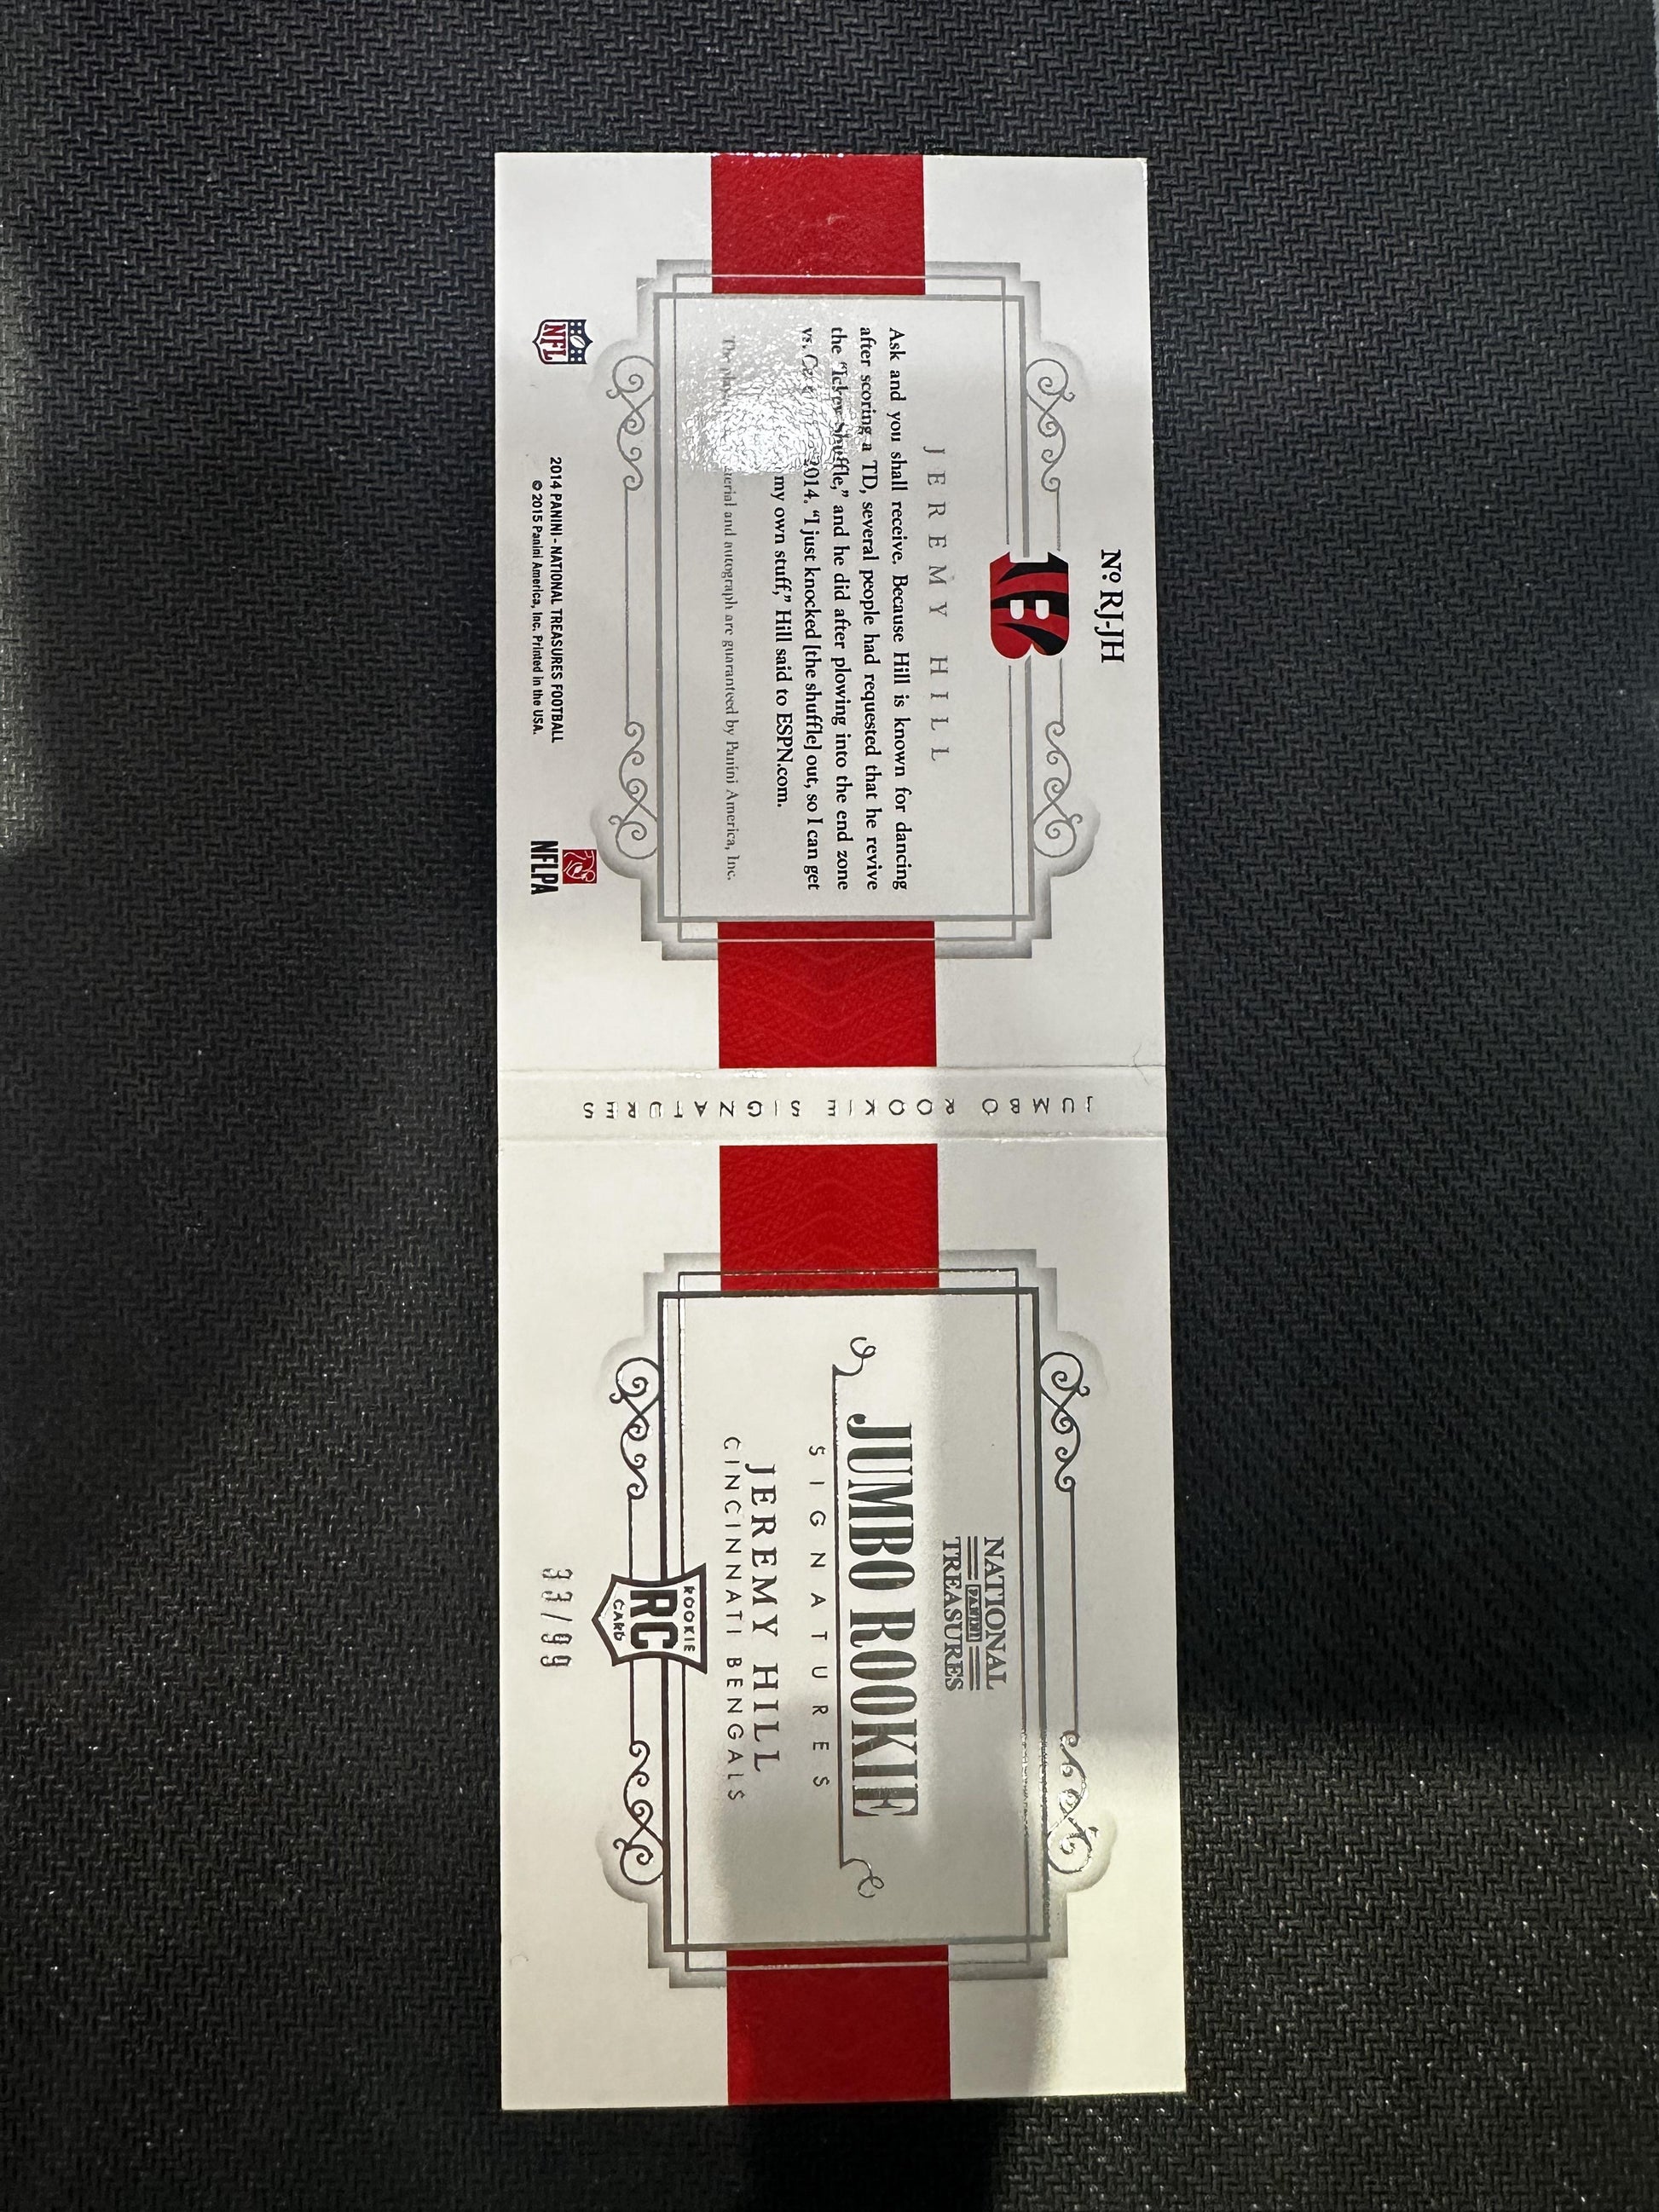 Nº RJ-JH
JEREMY HILL
Ask and you shall receive. Because Hill is known for dancing
after scoring a TD, several people had requested that he revive
the “Ickey Shuffle,” and he did after plowing into the end zone
vs. 2014. “I just knocked [the shuffle] out, so I can get
my own stuff,” Hill said to ESPN.com.
The and autograph are guaranteed by Panini America, Inc.
NFL
2014 PANINI - NATIONAL TREASURES FOOTBALL
© 2015 Panini America, Inc. Printed in the USA.
NFLPA
JUMBO ROOKIE SIGNATURES
NATIONAL
PANINI
TREASURES
JUMBO ROOKIE
SIGNATURES
JEREMY HILL
CINCINNATI BENGALS
ROOKIE
RC
CARD
33/99